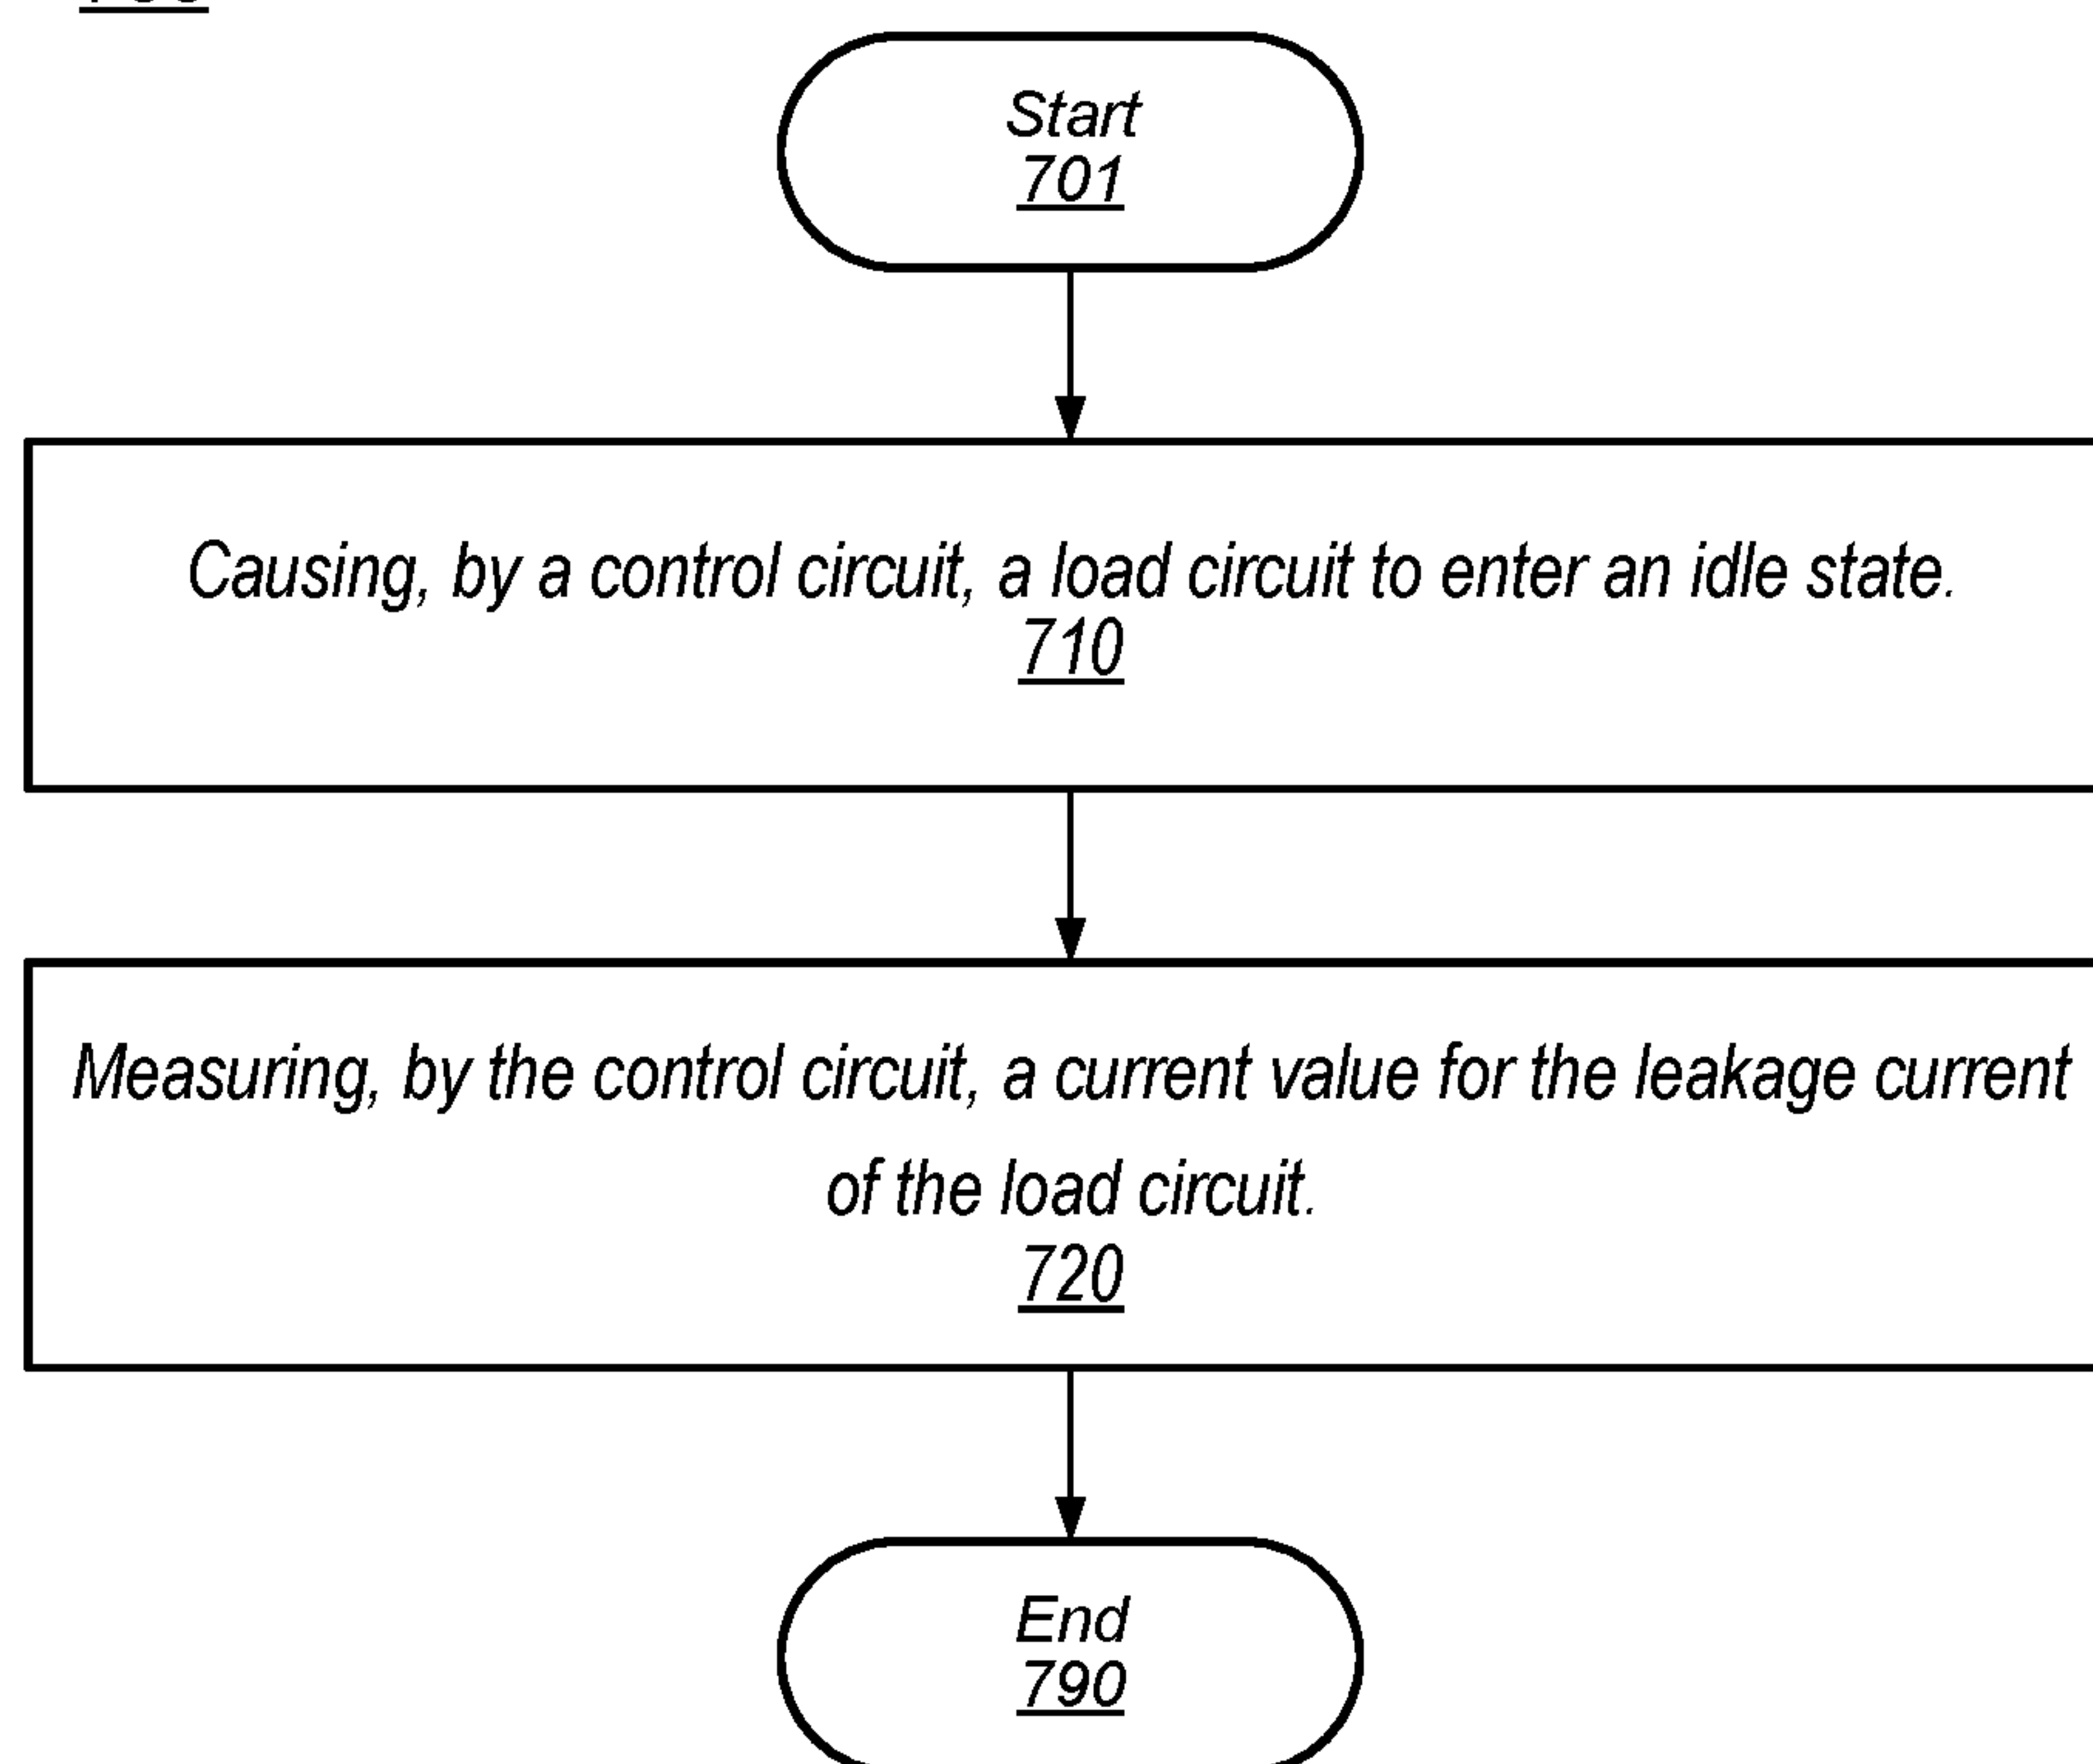 Start
701
Causing, by a control circuit, a load circuit to enter an idle state.
710
Measuring, by the control circuit, a current value for the leakage current
of the load circuit.
720
End
790